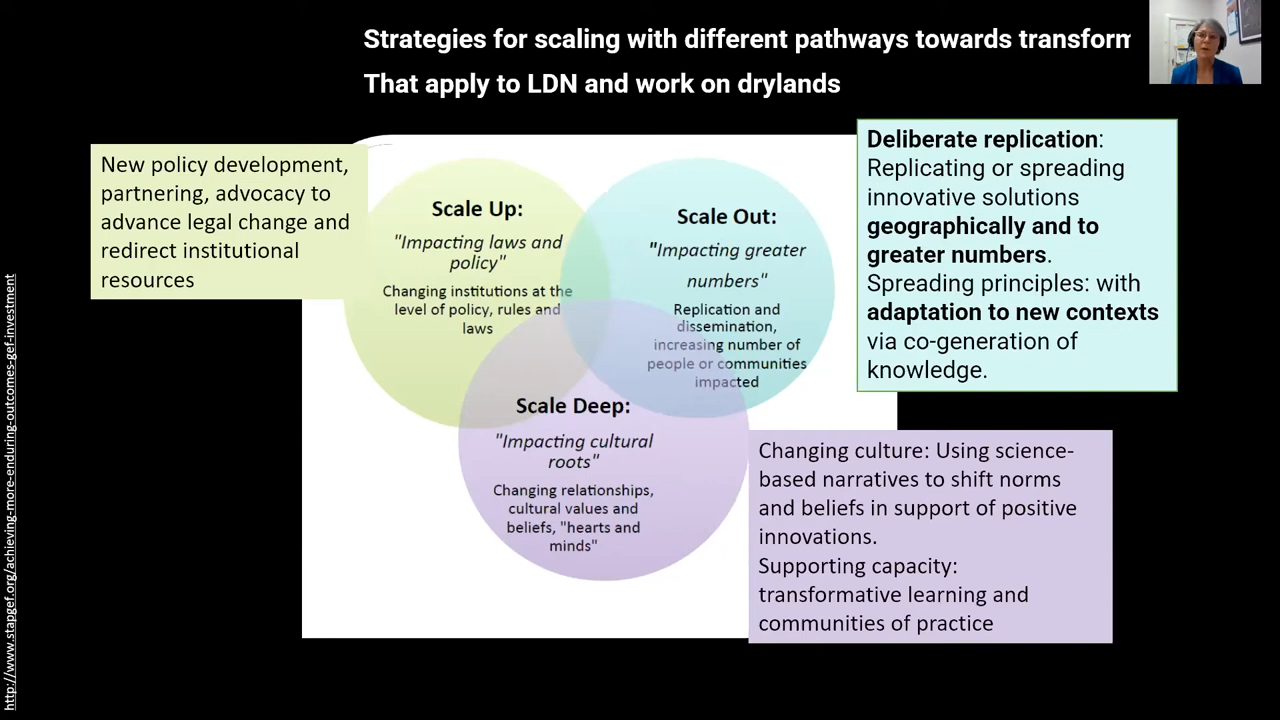 Strategies for scaling with different pathways towards transform
That apply to LDN and work on drylands
New policy development,
partnering, advocacy to
advance legal change and
redirect institutional
resources
Scale Up:
"Impacting laws and
policy"
Changing institutions at the
level of policy, rules and
laws
Scale Out:
"Impacting greater
numbers"
Replication and
dissemination,
increasing number of
people or communities
impacted
Deliberate replication:
Replicating or spreading
innovative solutions
geographically and to
greater numbers.
Spreading principles: with
adaptation to new contexts
via co-generation of
knowledge.
Scale Deep:
"Impacting cultural
roots"
Changing relationships,
cultural values and
beliefs, "hearts and
minds"
Changing culture: Using science-
based narratives to shift norms
and beliefs in support of positive
innovations.
Supporting capacity:
transformative learning and
communities of practice
http://www.stapgef.org/achieving-more-enduring-outcomes-gef-investment